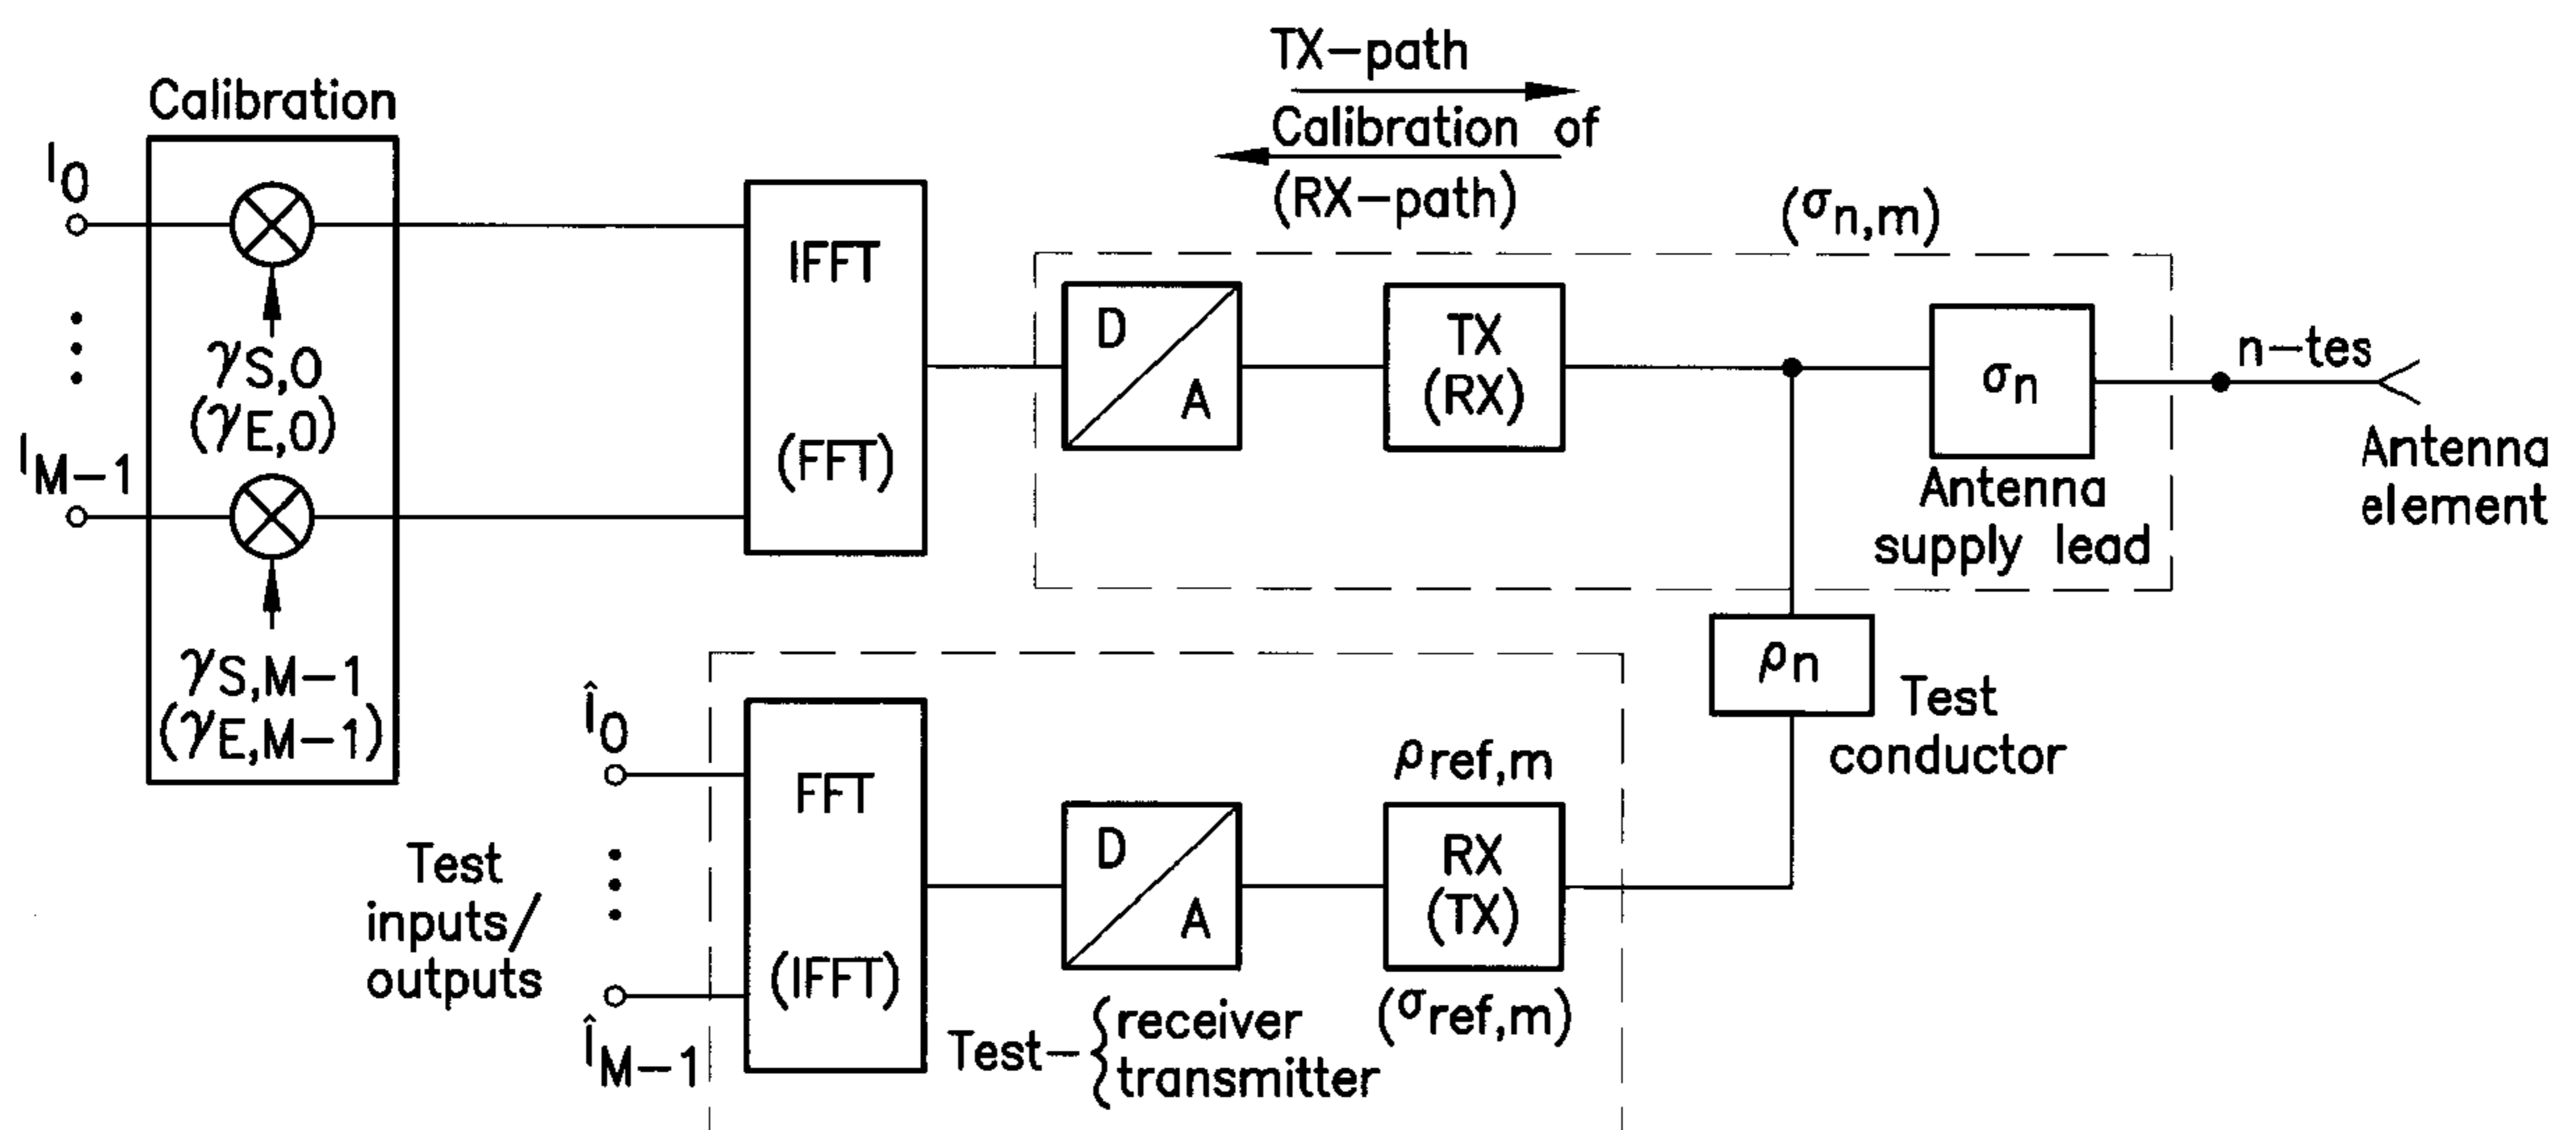 TX–path
Calibration of
(RX–path)
Calibration
I0
γS,0
(γE,0)
IM–1
γS,M–1
(γE,M–1)
IFFT
(FFT)
(σn,m)
D
A
TX
(RX)
σn
Antenna
supply lead
n–tes
Antenna
element
ρn
Test
conductor
Test
inputs/
outputs
Î0
ÎM–1
FFT
(IFFT)
D
A
ρref,m
RX
(TX)
(σref,m)
Test–{receiver
transmitter